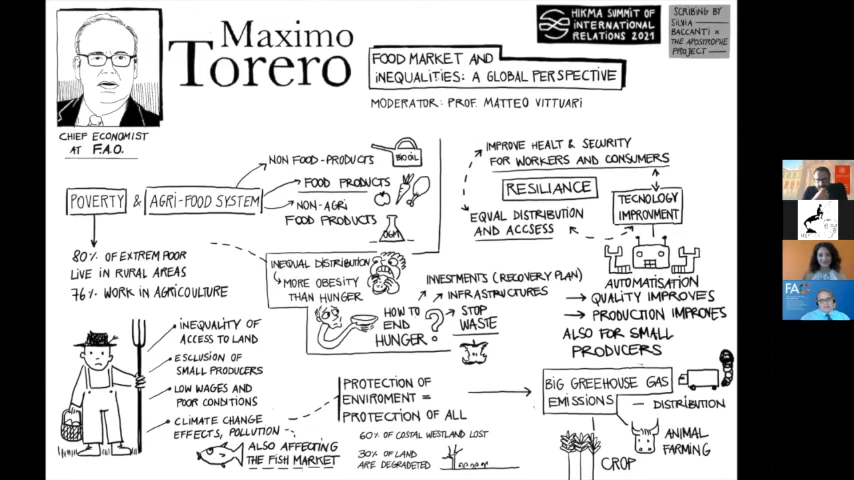 Maximo
Torero
HIKMA SUMMIT OF
INTERNATIONAL
RELATIONS 2021
SCRIBING BY
SILVIA
BACCANTI x
THE APOSTROPHE
PROJECT
FOOD MARKET AND
INEQUALITIES: A GLOBAL PERSPECTIVE
MODERATOR: PROF. MATTEO VITTUARI
CHIEF ECONOMIST
AT F.A.O.
POVERTY & AGRI-FOOD SYSTEM
NON FOOD-PRODUCTS
BIO OIL
FOOD PRODUCTS
NON-AGRI
FOOD PRODUCTS
OGM
80% OF EXTREM POOR
LIVE IN RURAL AREAS
76% WORK IN AGRICOULTURE
INEQUAL DISTRIBUTION
MORE OBESITY
THAN HUNGER
HOW TO
END
HUNGER?
INVESTMENTS (RECOVERY PLAN)
INFRASTRUCTURES
STOP
WASTE
IMPROVE HEALT & SECURITY
FOR WORKERS AND CONSUMERS
RESILIANCE
EQUAL DISTRIBUTION
AND ACCSESS
TECNOLOGY
IMPROVMENT
AUTOMATISATION
QUALITY IMPROVES
PRODUCTION IMPROVES
ALSO FOR SMALL
PRODUCERS
• INEQUALITY OF
ACCESS TO LAND
• ESCLUSION OF
SMALL PRODUCERS
• LOW WAGES AND
POOR CONDTIONS
• CLIMATE CHANGE
EFFECTS, POLLUTION
ALSO AFFECTING
THE FISH MARKET
PROTECTION OF
ENVIROMENT =
PROTECTION OF ALL
60% OF COSTAL WESTLAND LOST
30% OF LAND
ARE DEGRADETED
BIG GREEHOUSE GAS
EMISSIONS
DISTRIBUTION
ANIMAL
FARMING
CROP
FAO